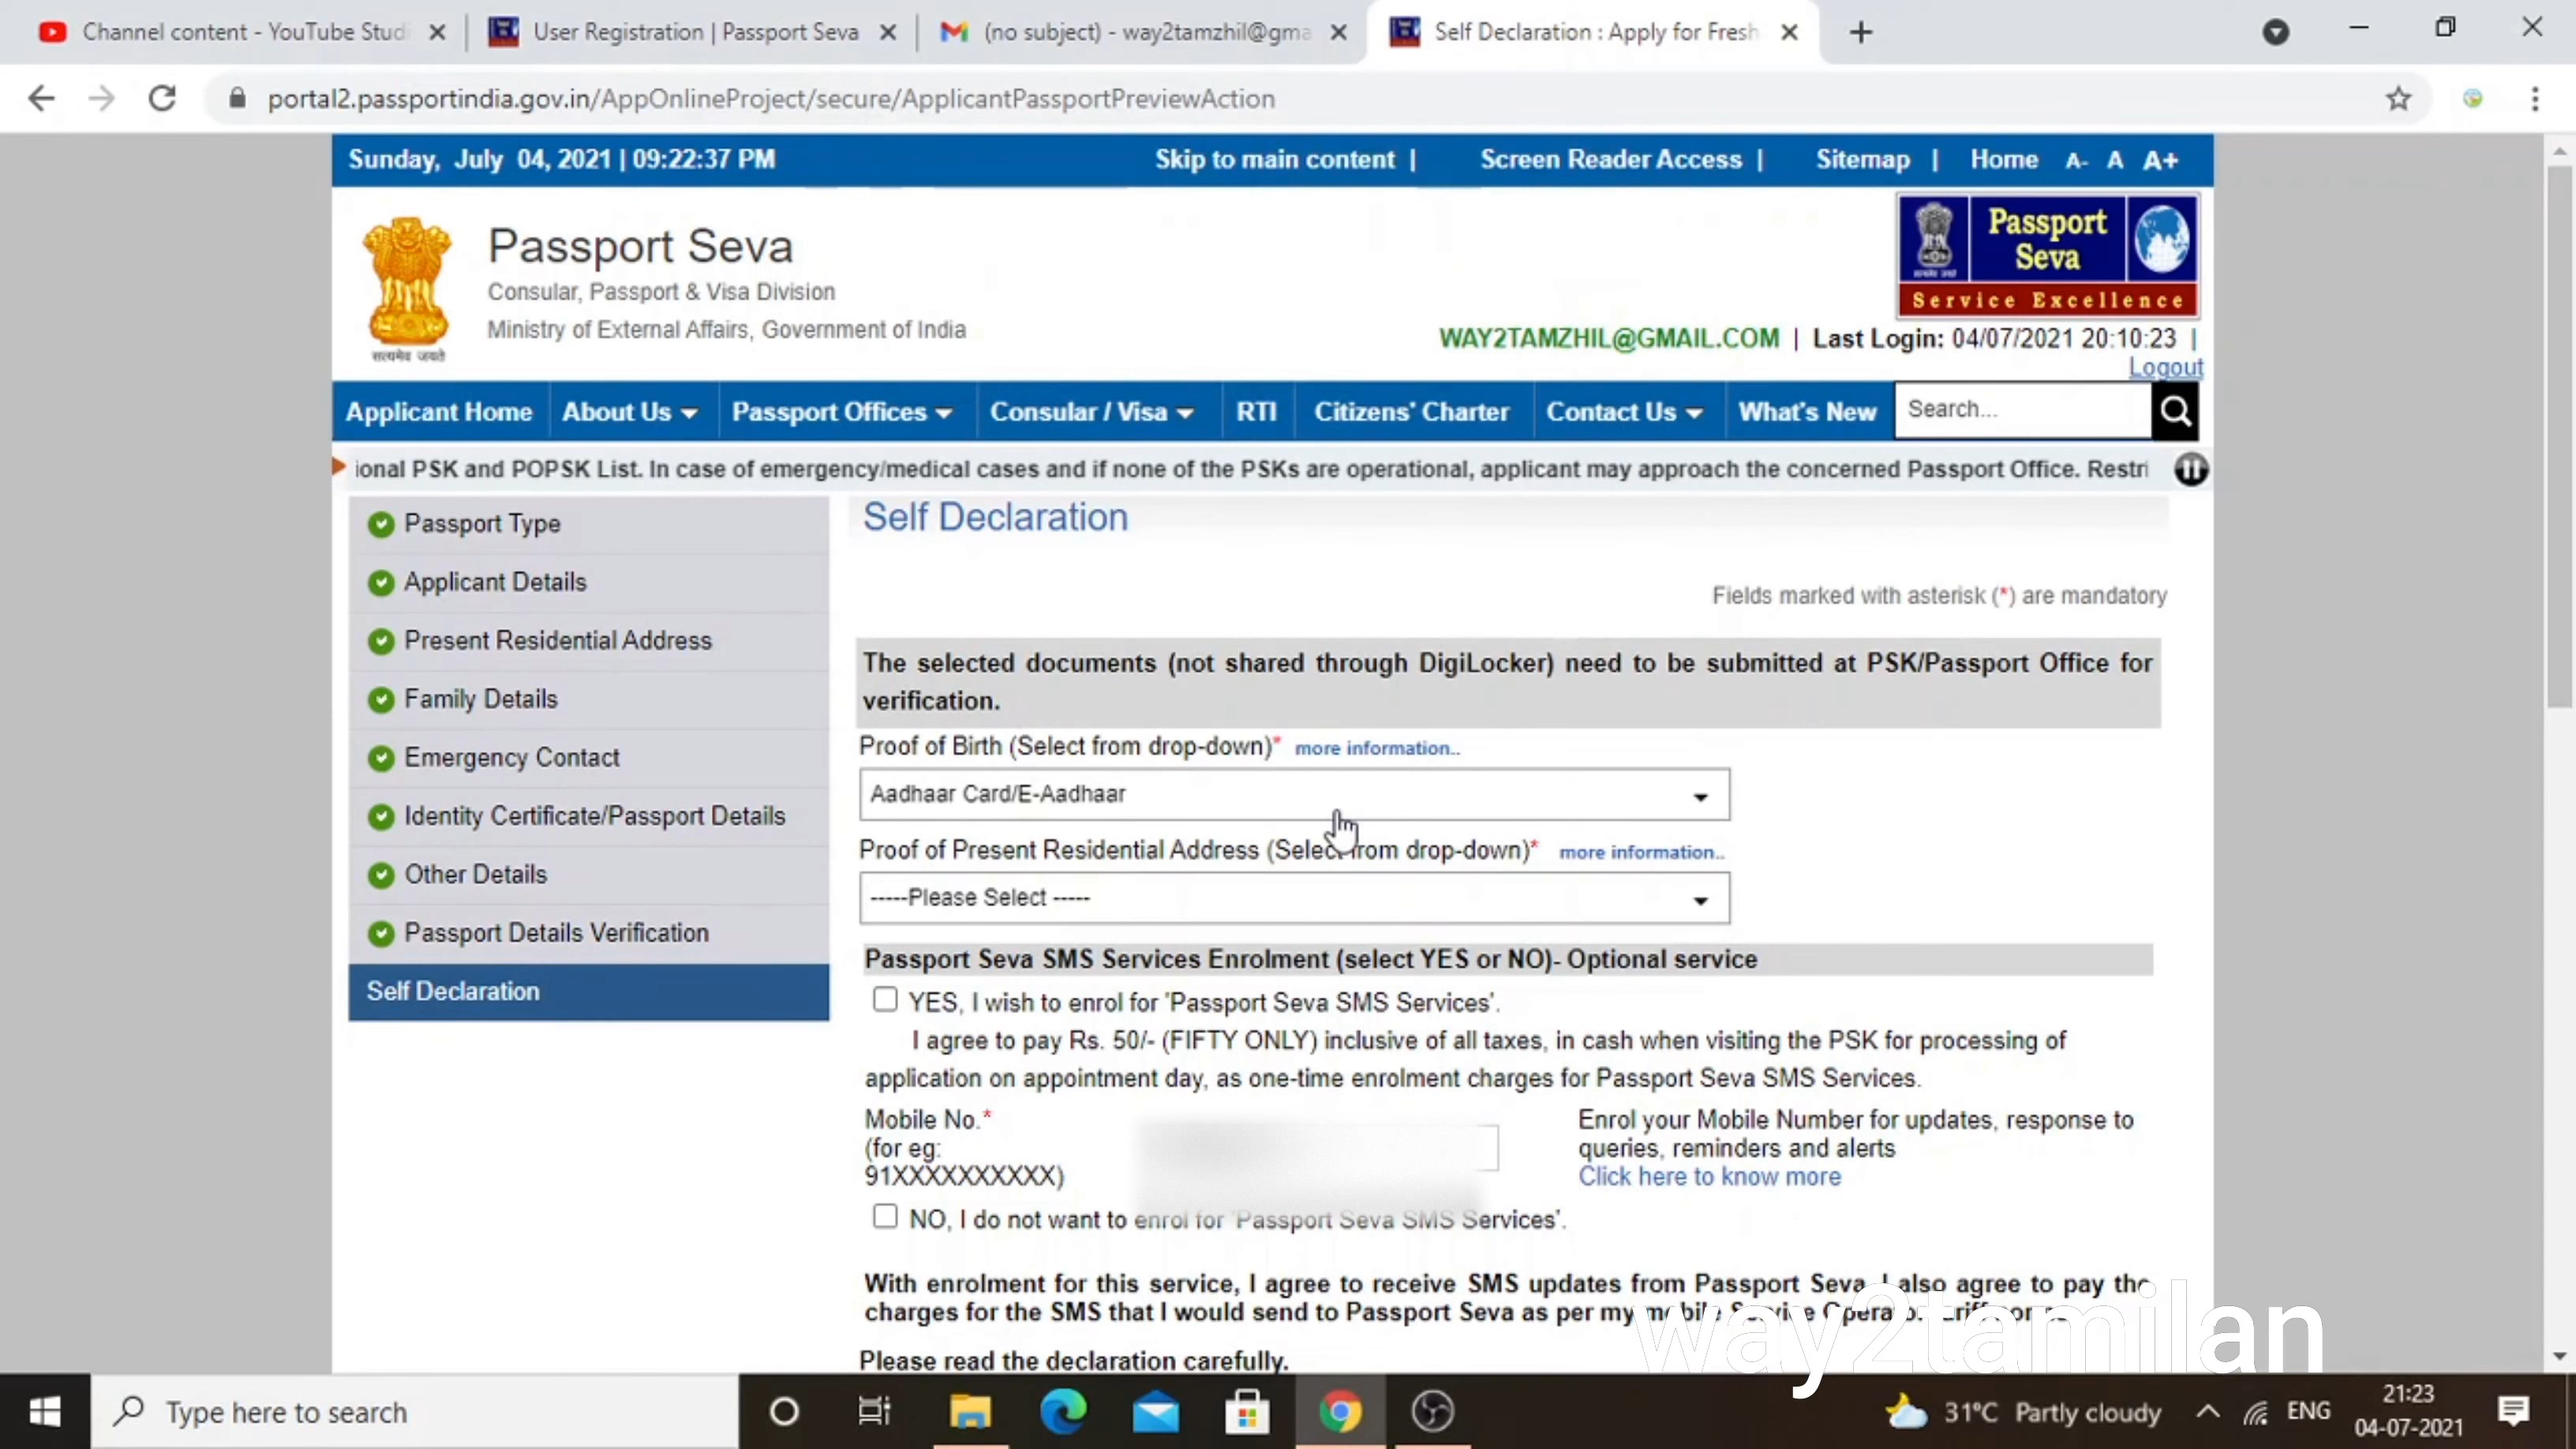 Channel content - YouTube Studi
User Registration | Passport Seva
(no subject) - way2tamzhil@gma
Self Declaration : Apply for Fresh
portal2.passportindia.gov.in/AppOnlineProject/secure/ApplicantPassportPreviewAction
Sunday, July 04, 2021 | 09:22:37 PM
Skip to main content |
Screen Reader Access |
Sitemap |
Home A- A A+
सत्यमेव जयते
Passport Seva
Consular, Passport & Visa Division
Ministry of External Affairs, Government of India
Passport
Seva
Service Excellence
WAY2TAMZHIL@GMAIL.COM | Last Login: 04/07/2021 20:10:23 |
Logout
Applicant Home
About Us
Passport Offices
Consular / Visa
RTI
Citizens' Charter
Contact Us
What's New
Search...
ional PSK and POPSK List. In case of emergency/medical cases and if none of the PSKs are operational, applicant may approach the concerned Passport Office. Restri
Passport Type
Applicant Details
Present Residential Address
Family Details
Emergency Contact
Identity Certificate/Passport Details
Other Details
Passport Details Verification
Self Declaration
Self Declaration
Fields marked with asterisk (*) are mandatory
The selected documents (not shared through DigiLocker) need to be submitted at PSK/Passport Office for
verification.
Proof of Birth (Select from drop-down)* more information..
Aadhaar Card/E-Aadhaar
Proof of Present Residential Address (Select from drop-down)* more information..
-----Please Select -----
Passport Seva SMS Services Enrolment (select YES or NO)- Optional service
YES, I wish to enrol for 'Passport Seva SMS Services'.
I agree to pay Rs. 50/- (FIFTY ONLY) inclusive of all taxes, in cash when visiting the PSK for processing of
application on appointment day, as one-time enrolment charges for Passport Seva SMS Services.
Mobile No.*
(for eg:
91XXXXXXXXXX)
Enrol your Mobile Number for updates, response to
queries, reminders and alerts
Click here to know more
NO, I do not want to enrol for 'Passport Seva SMS Services'.
With enrolment for this service, I agree to receive SMS updates from Passport Seva. I also agree to pay the
charges for the SMS that I would send to Passport Seva as per my mobile Service
Please read the declaration carefully.
way2tamilan
Type here to search
31°C Partly cloudy
ENG
21:23
04-07-2021